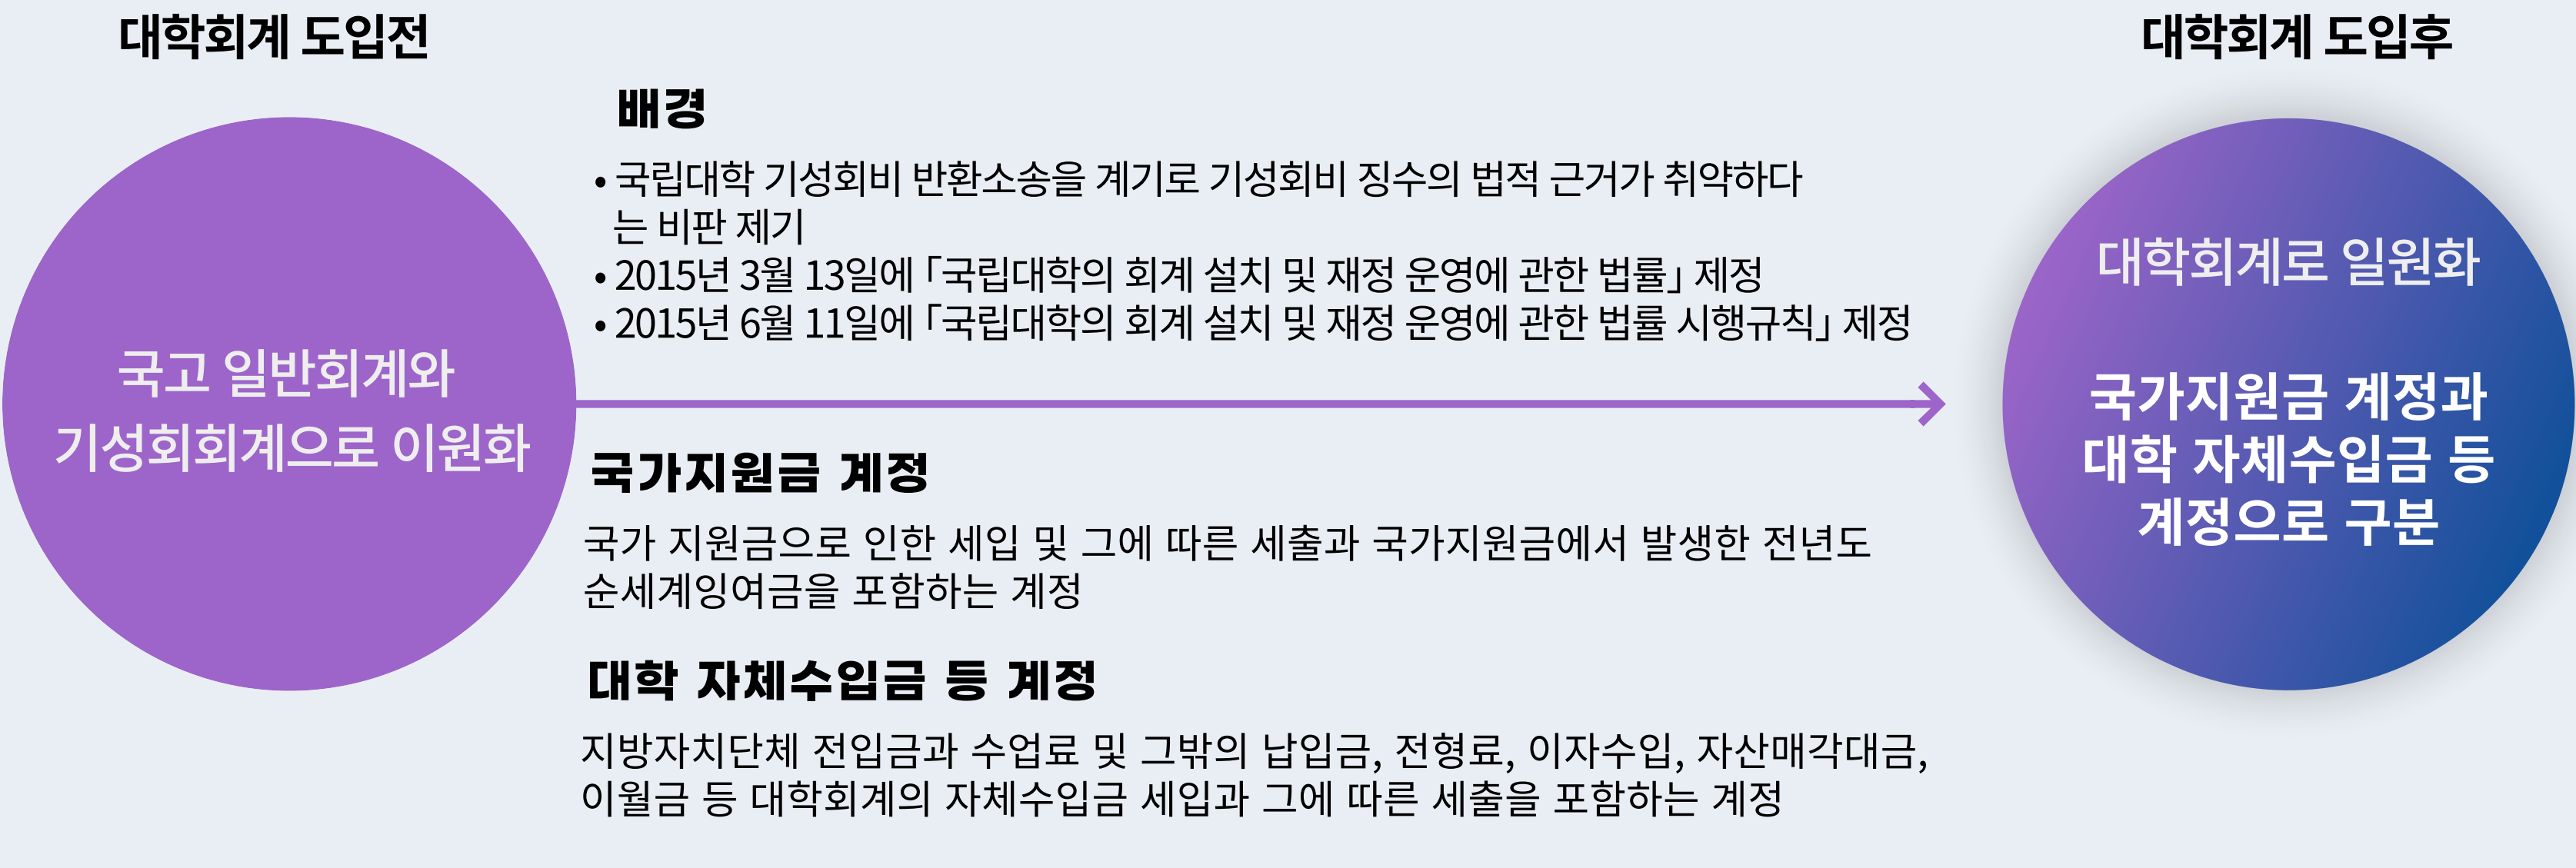 대학회계 도입전
국고 일반회계와
기성회회계으로 이원화
배경
• 국립대학 기성회비 반환소송을 계기로 기성회비 징수의 법적 근거가 취약하다
는 비판 제기
• 2015년 3월 13일에 「국립대학의 회계 설치 및 재정 운영에 관한 법률」 제정
• 2015년 6월 11일에 「국립대학의 회계 설치 및 재정 운영에 관한 법률 시행규칙」 제정
국가지원금 계정
국가 지원금으로 인한 세입 및 그에 따른 세출과 국가지원금에서 발생한 전년도
순세계잉여금을 포함하는 계정
대학 자체수입금 등 계정
지방자치단체 전입금과 수업료 및 그밖의 납입금, 전형료, 이자수입, 자산매각대금,
이월금 등 대학회계의 자체수입금 세입과 그에 따른 세출을 포함하는 계정
대학회계 도입후
대학회계로 일원화
국가지원금 계정과
대학 자체수입금 등
계정으로 구분